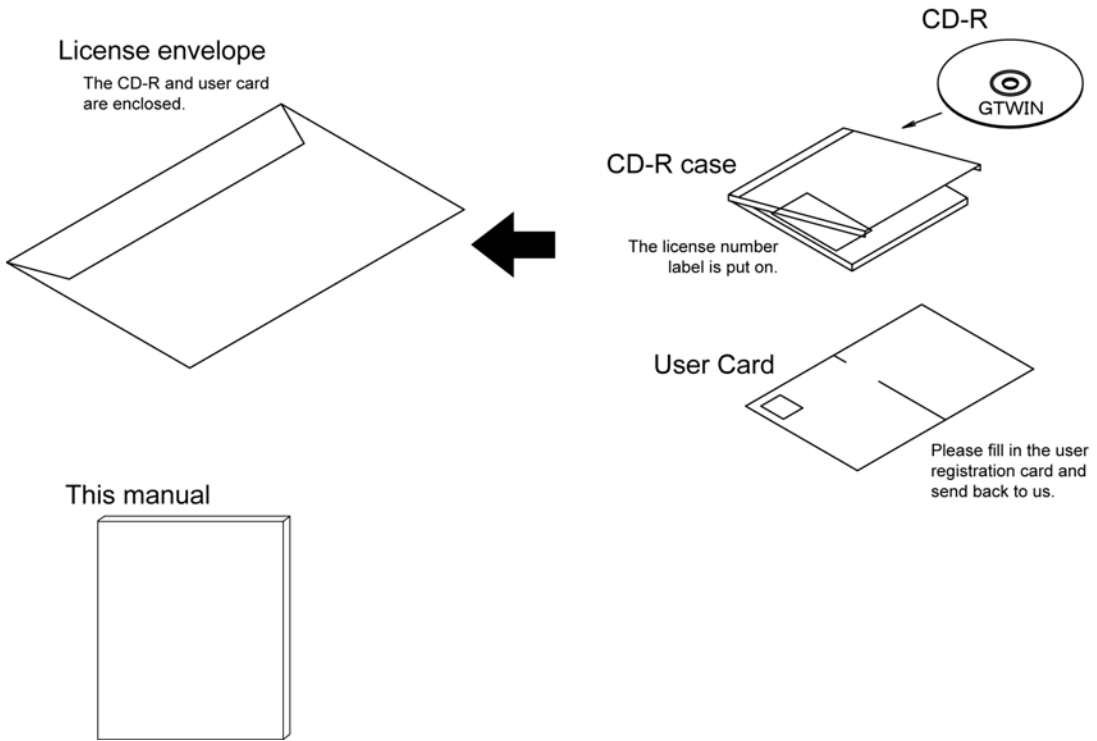 License envelope
The CD-R and user card
are enclosed.
CD-R
GTWIN
CD-R case
The license number
label is put on.
User Card
Please fill in the user
registration card and
send back to us.
This manual